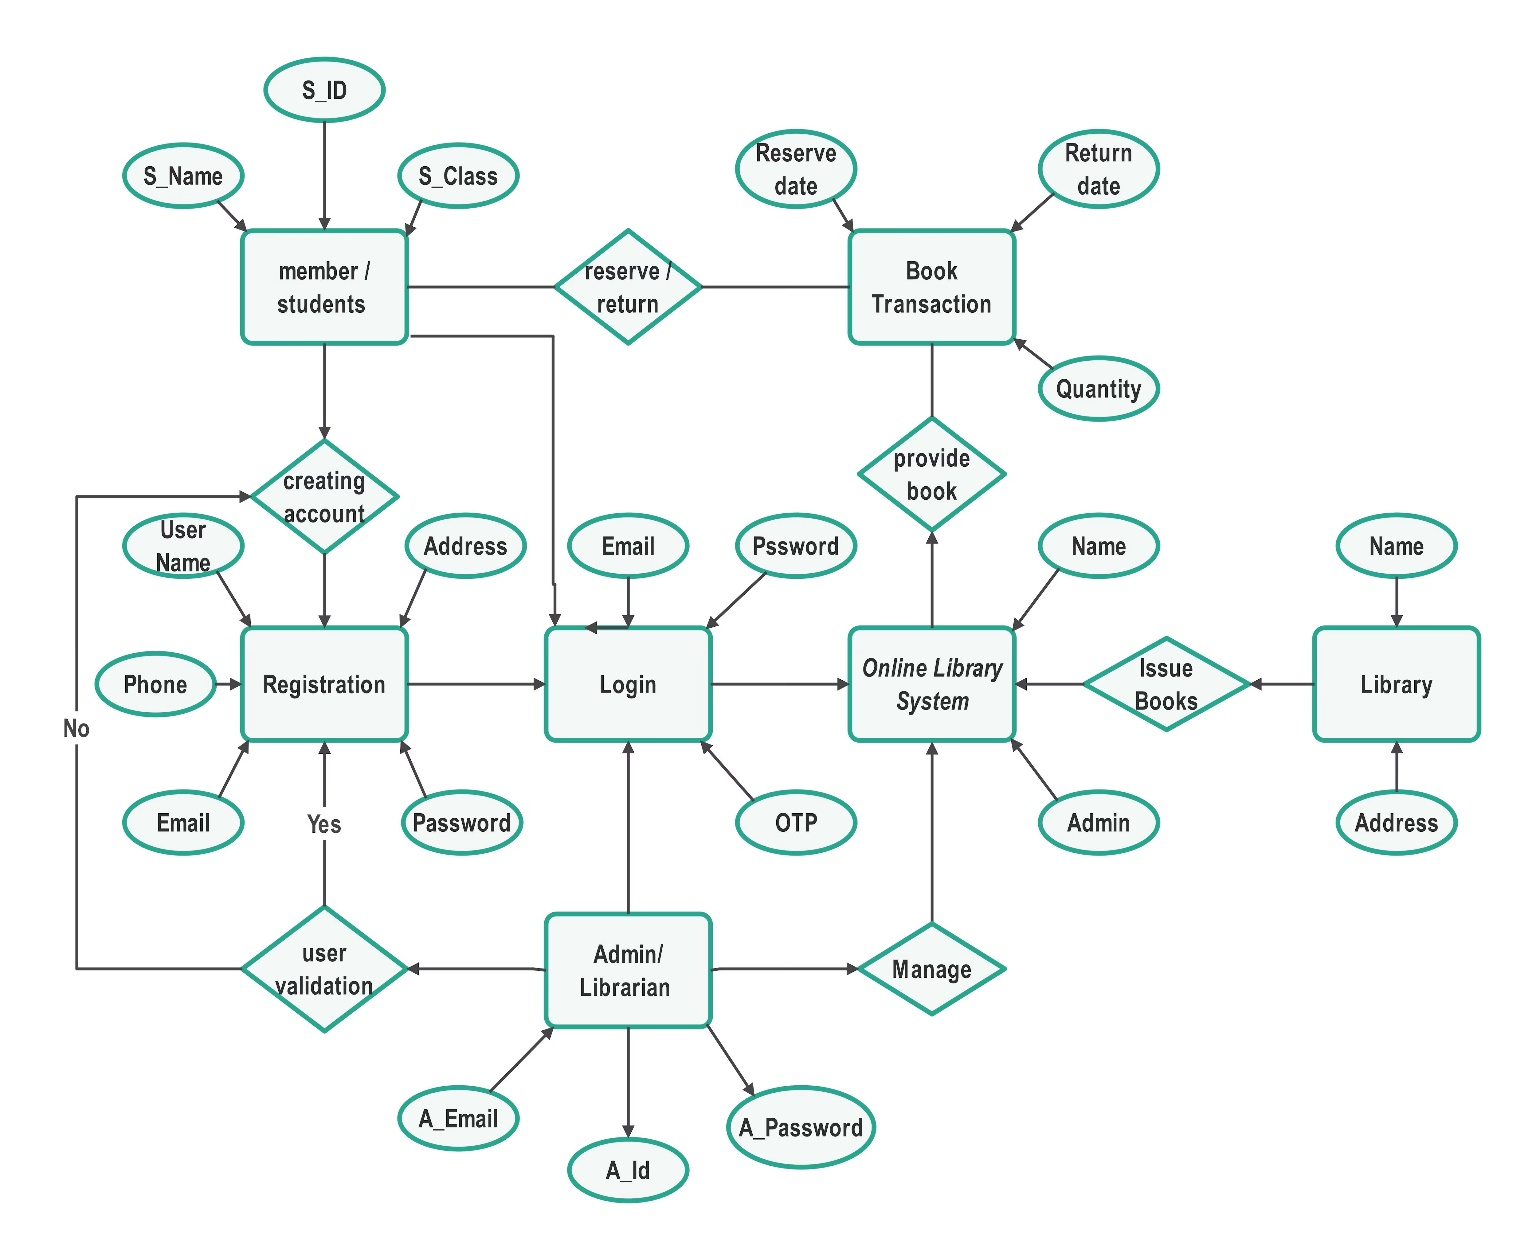 S_ID
S_Name
S_Class
Reserve
date
Return
date
member /
students
reserve /
return
Book
Transaction
Quantity
creating
account
provide
book
User
Name
Address
Email
Pssword
Name
Name
Phone
Registration
Login
Online Library
System
Issue
Books
Library
No
Email
Yes
Password
OTP
Admin
Address
user
validation
Admin/
Librarian
Manage
A_Email
A_Id
A_Password